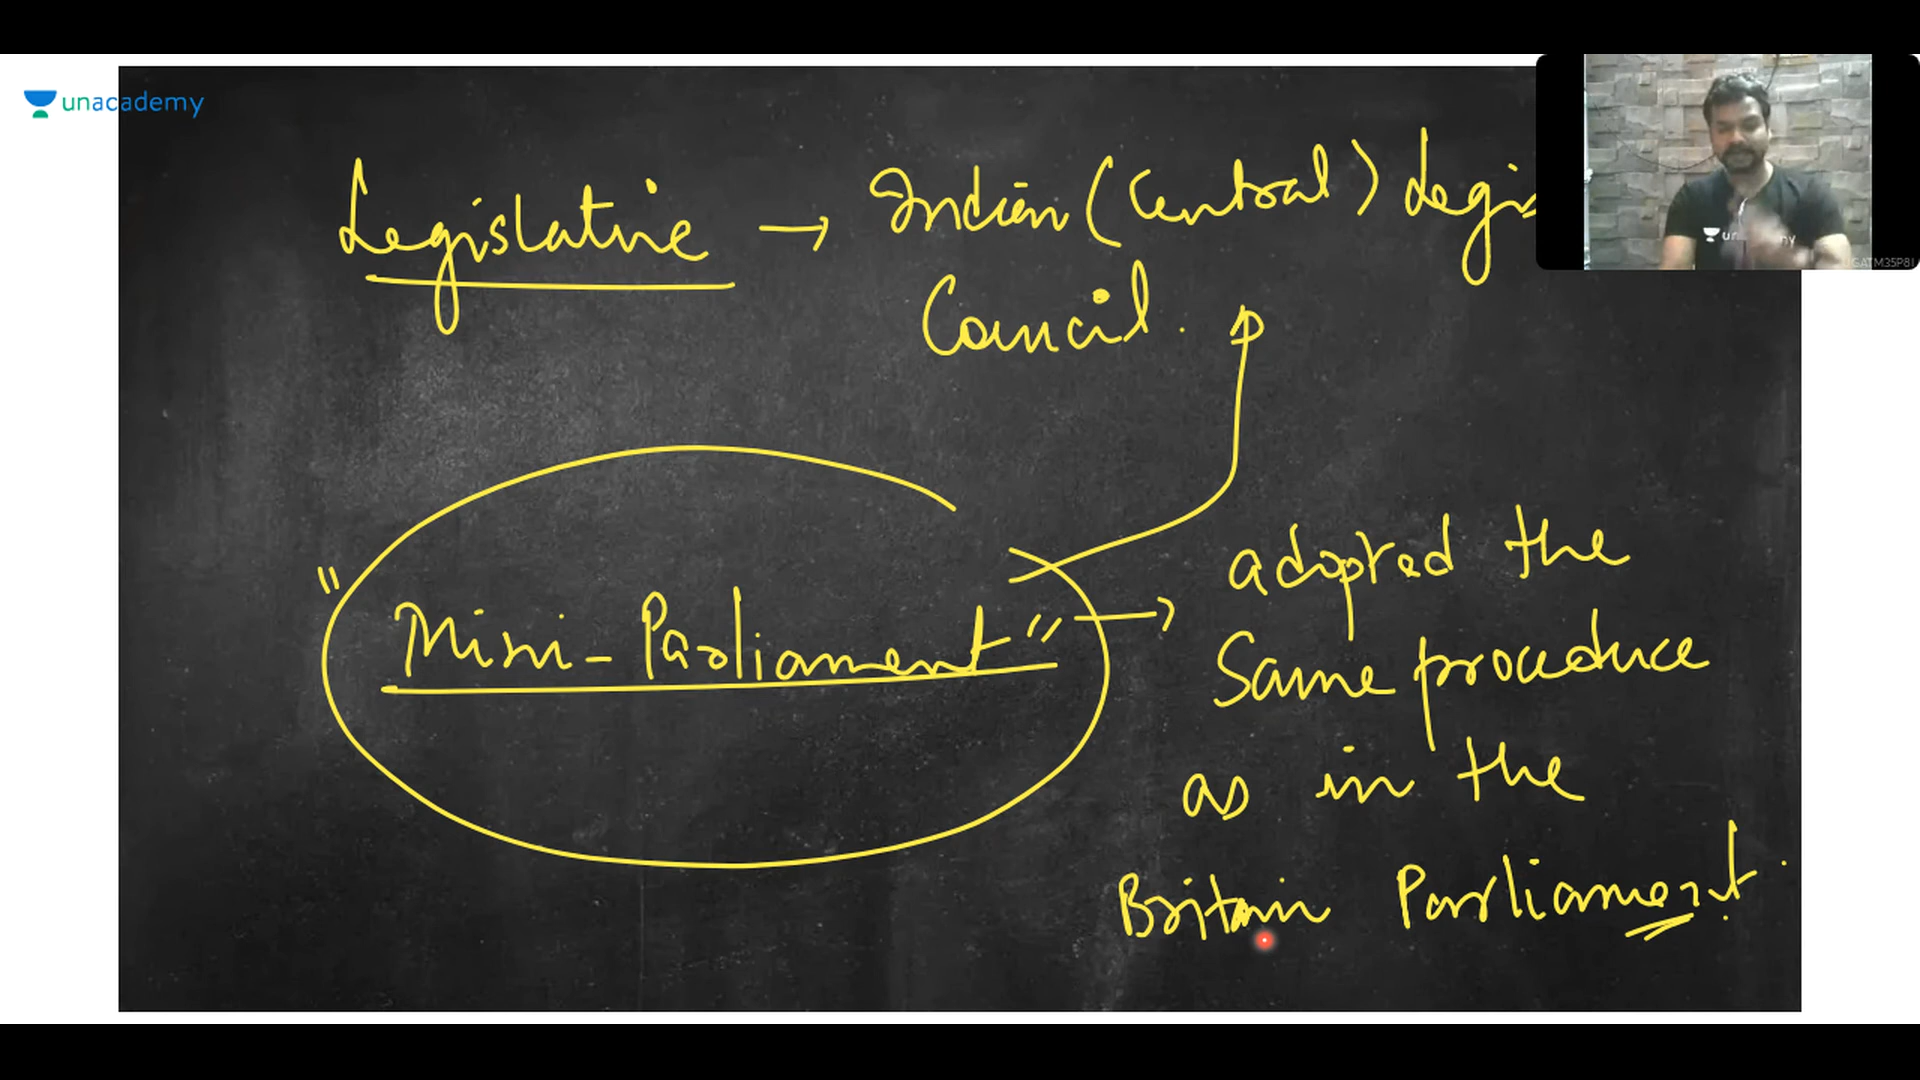 unacademy
Legislative → Indian (Central) Legis
Council.
"Mini-Parliament" → adopted the
same procedure
as in the
Britain Parliament.